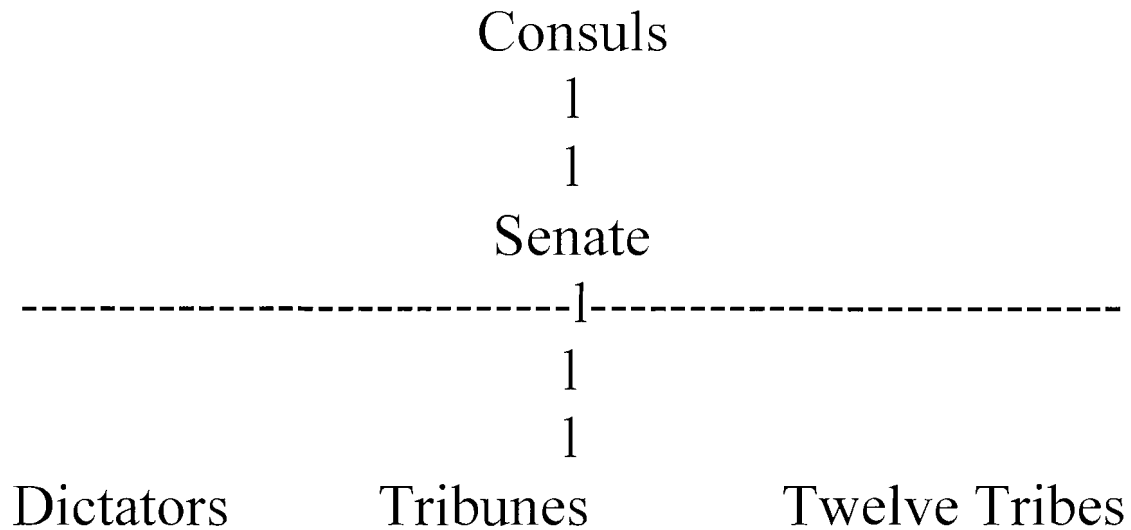 Consuls
l
l
Senate
--------------------------l-------------------------
l
l
Dictators Tribunes Twelve Tribes